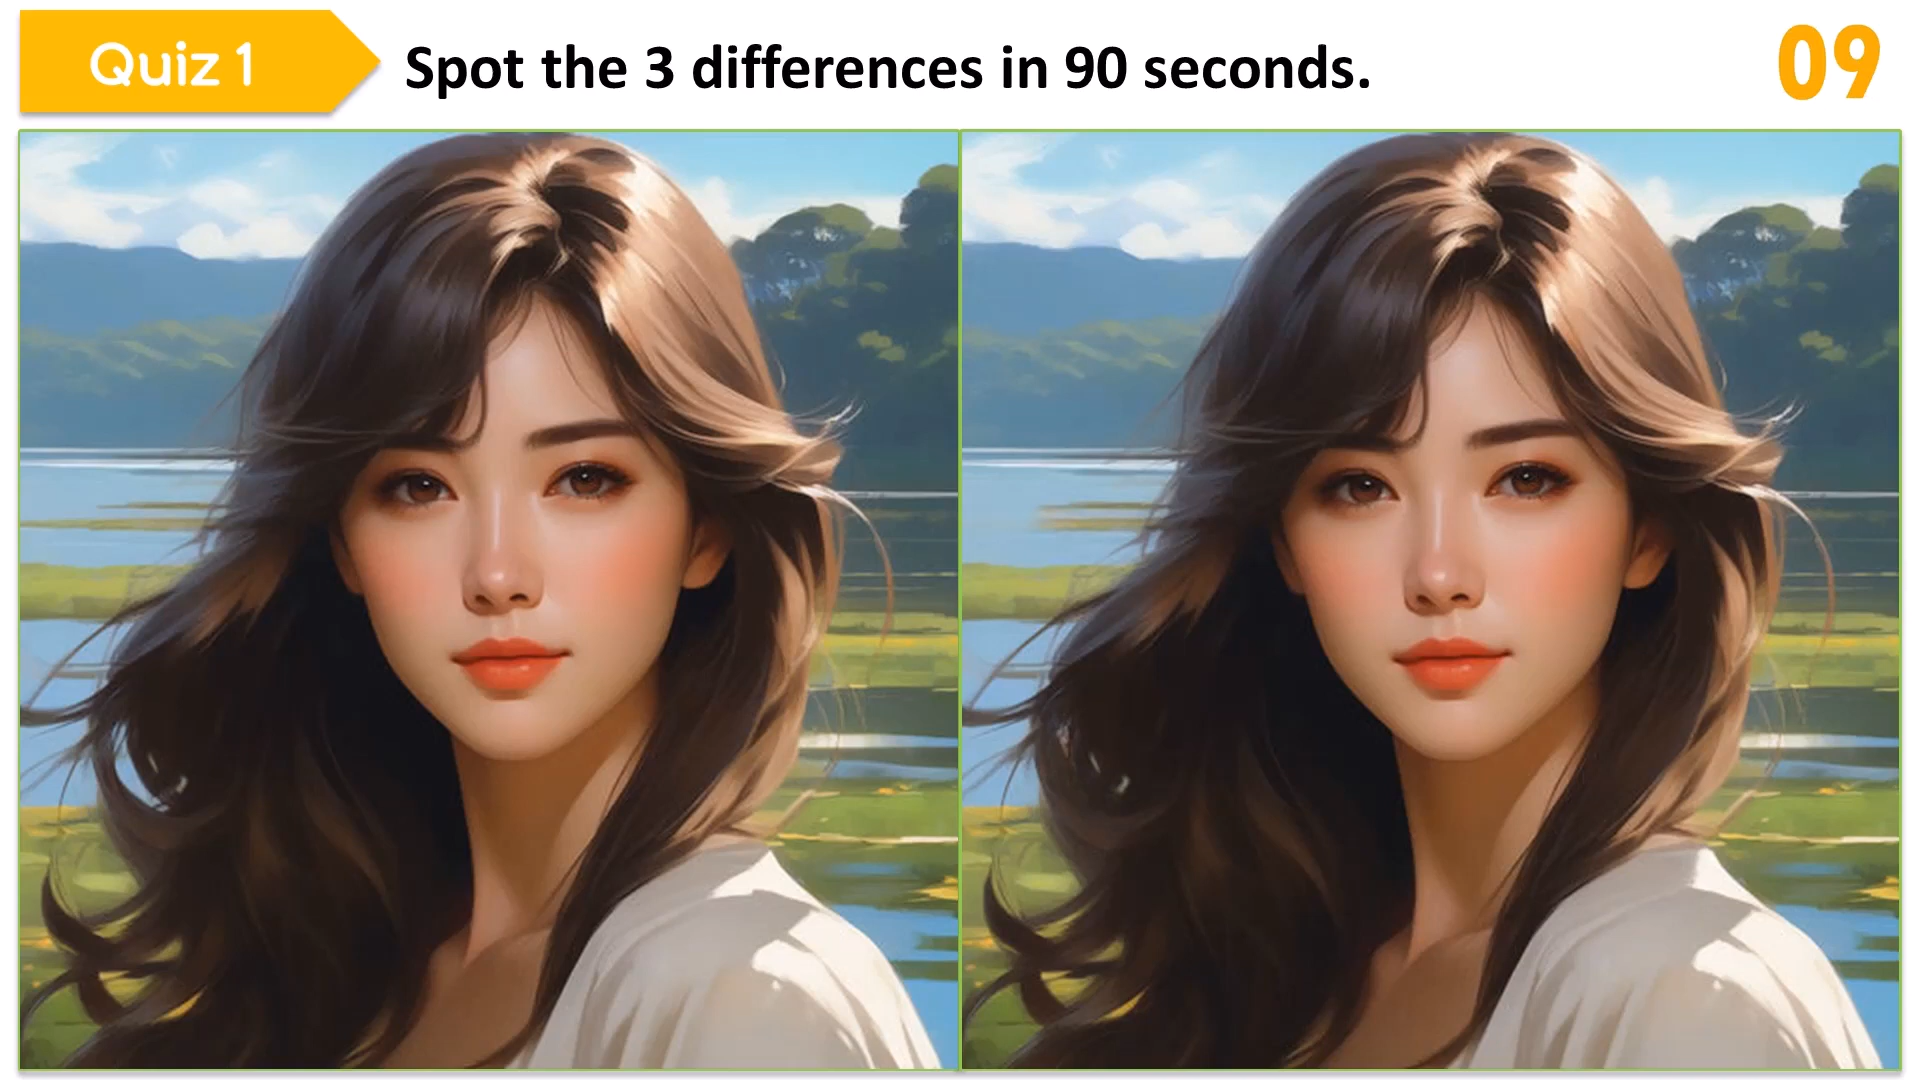 Quiz 1
Spot the 3 differences in 90 seconds.
09